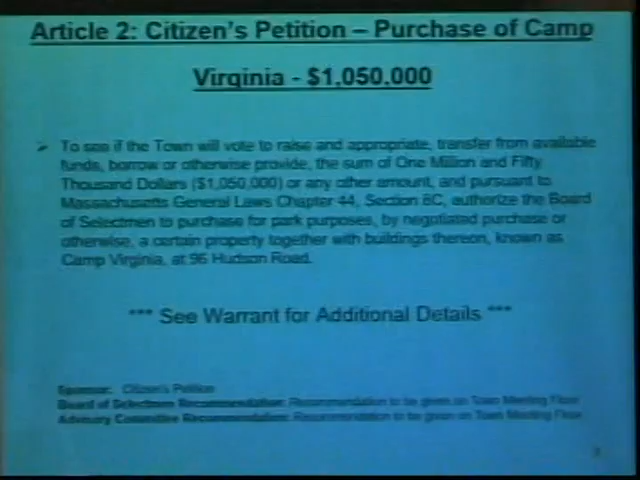 Article 2: Citizen's Petition – Purchase of Camp
Virginia - $1,050,000
➢ To see if the Town will vote to raise and appropriate, transfer from available
funds, borrow or otherwise provide, the sum of One Million and Fifty
Thousand Dollars ($1,050,000) or any other amount, and pursuant to
Massachusetts General Laws Chapter 44, Section 8C, authorize the Board
of Selectmen to purchase for park purposes, by negotiated purchase or
otherwise, a certain property together with buildings thereon, known as
Camp Virginia, at 96 Hudson Road.
*** See Warrant for Additional Details ***
Sponsor: Citizen's Petition
Board of Selectmen Recommendation: Recommendation to be given on Town Meeting Floor
Advisory Committee Recommendation: Recommendation to be given on Town Meeting Floor